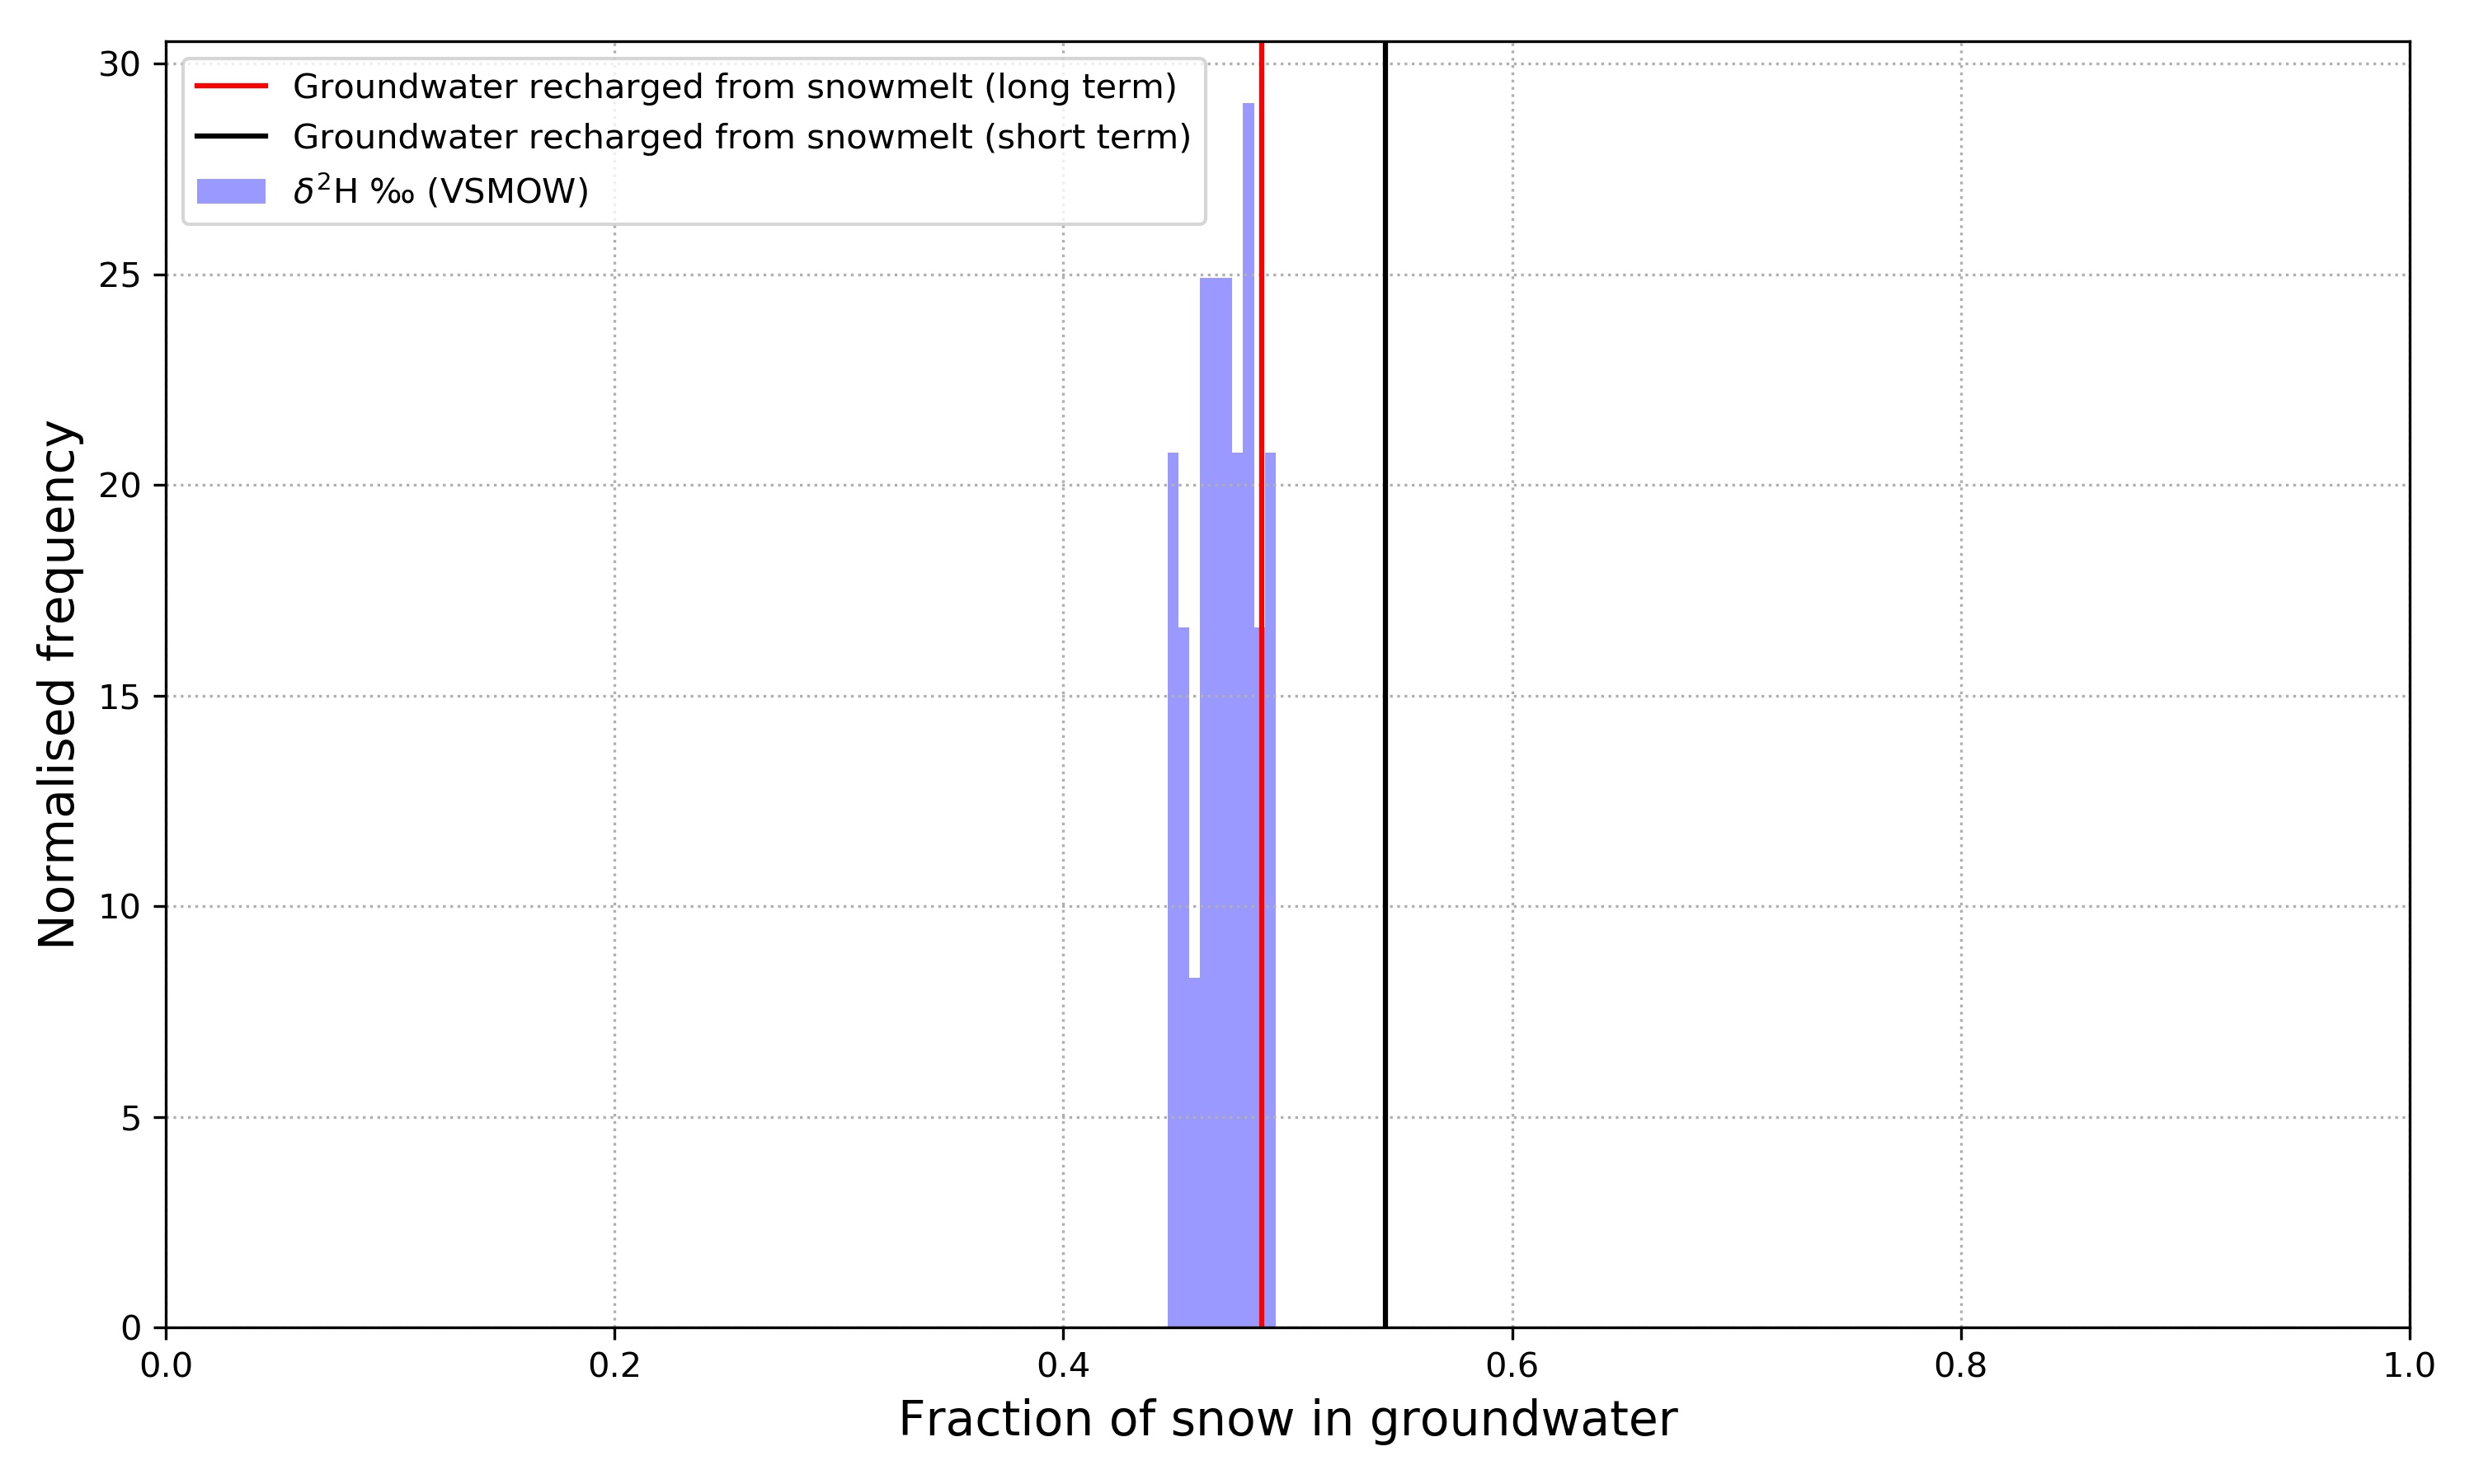 Groundwater recharged from snowmelt (long term)
Groundwater recharged from snowmelt (short term)
δ²H ‰ (VSMOW)
Normalised frequency
30
25
20
15
10
5
0
0.0 0.2 0.4 0.6 0.8 1.0
Fraction of snow in groundwater